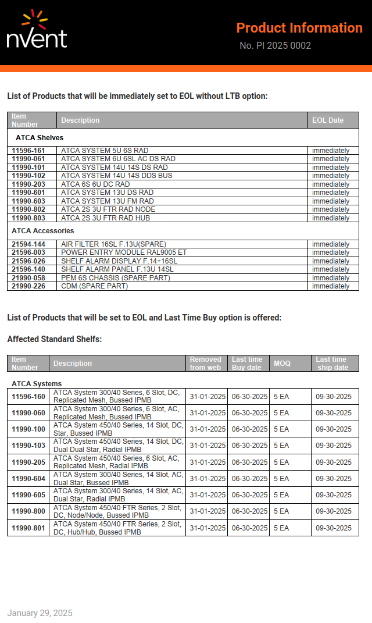 nvent
Product Information
No. PI 2025 0002
List of Products that will be immediately set to EOL without LTB option:
Item Number Description EOL Date
ATCA Shelves
11596-161 ATCA SYSTEM 5U 6S RAD immediately
11990-061 ATCA SYSTEM 6U 6SL AC DS RAD immediately
11990-101 ATCA SYSTEM 14U 14S DS RAD immediately
11990-102 ATCA SYSTEM 14U 14S DDS BUS immediately
11990-203 ATCA 6S 6U DC RAD immediately
11990-601 ATCA SYSTEM 13U DS RAD immediately
11990-603 ATCA SYSTEM 13U FM RAD immediately
11990-802 ATCA 2S 3U FTR RAD NODE immediately
11990-803 ATCA 2S 3U FTR RAD HUB immediately
ATCA Accessories
21594-144 AIR FILTER 16SL F.13U(SPARE) immediately
21596-003 POWER ENTRY MODULE RAL9005 ET immediately
21596-026 SHELF ALARM DISPLAY F.14+16SL immediately
21596-140 SHELF ALARM PANEL F.13U 14SL immediately
21990-058 PEM 6S CHASSIS (SPARE PART) immediately
21990-226 CDM (SPARE PART) immediately
List of Products that will be set to EOL and Last Time Buy option is offered:
Affected Standard Shelfs:
Item Number Description Removed from web Last time Buy date MOQ Last time ship date
ATCA Systems
11596-160 ATCA System 300/40 Series, 6 Slot, DC, Replicated Mesh, Bussed IPMB 31-01-2025 06-30-2025 5 EA 09-30-2025
11990-060 ATCA System 300/40 Series, 6 Slot, AC, Replicated Mesh, Bussed IPMB 31-01-2025 06-30-2025 5 EA 09-30-2025
11990-100 ATCA System 450/40 Series, 14 Slot, DC, Star, Bussed IPMB 31-01-2025 06-30-2025 5 EA 09-30-2025
11990-103 ATCA System 450/40 Series, 14 Slot, DC, Dual Dual Star, Radial IPMB 31-01-2025 06-30-2025 5 EA 09-30-2025
11990-205 ATCA System 450/40 Series, 6 Slot, AC, Replicated Mesh, Radial IPMB 31-01-2025 06-30-2025 5 EA 09-30-2025
11990-604 ATCA System 300/40 Series, 14 Slot, AC, Dual Star, Bussed IPMB 31-01-2025 06-30-2025 5 EA 09-30-2025
11990-605 ATCA System 300/40 Series, 14 Slot, AC, Dual Star, Radial IPMB 31-01-2025 06-30-2025 5 EA 09-30-2025
11990-800 ATCA System 450/40 FTR Series, 2 Slot, DC, Node/Node, Bussed IPMB 31-01-2025 06-30-2025 5 EA 09-30-2025
11990-801 ATCA System 450/40 FTR Series, 2 Slot, DC, Hub/Hub, Bussed IPMB 31-01-2025 06-30-2025 5 EA 09-30-2025
January 29, 2025